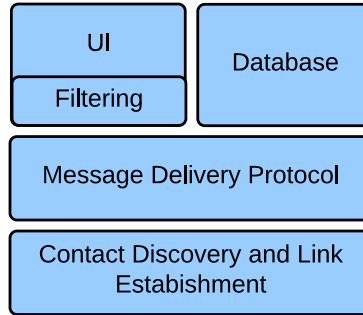 UI
Database
Filtering
Message Delivery Protocol
Contact Discovery and Link
Estabishment